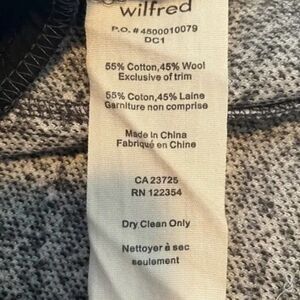 wilfred
P.O. #4500010079
DC1
55% Cotton,45% Wool
Exclusive of trim
55% Coton,45% Laine
Garniture non comprise
Made in China
Fabriqué en Chine
CA 23725
RN 122354
Dry Clean Only
Nettoyer à sec
seulement